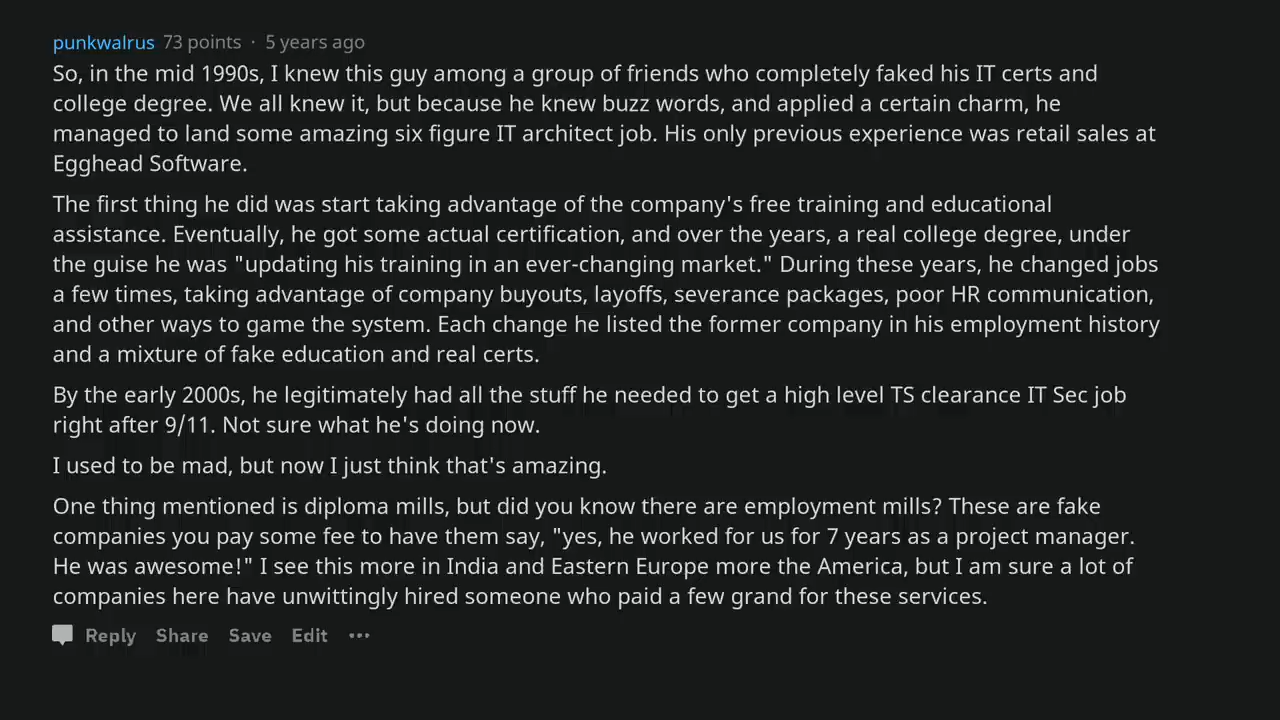 punkwalrus 73 points · 5 years ago
So, in the mid 1990s, I knew this guy among a group of friends who completely faked his IT certs and
college degree. We all knew it, but because he knew buzz words, and applied a certain charm, he
managed to land some amazing six figure IT architect job. His only previous experience was retail sales at
Egghead Software.
The first thing he did was start taking advantage of the company's free training and educational
assistance. Eventually, he got some actual certification, and over the years, a real college degree, under
the guise he was "updating his training in an ever-changing market." During these years, he changed jobs
a few times, taking advantage of company buyouts, layoffs, severance packages, poor HR communication,
and other ways to game the system. Each change he listed the former company in his employment history
and a mixture of fake education and real certs.
By the early 2000s, he legitimately had all the stuff he needed to get a high level TS clearance IT Sec job
right after 9/11. Not sure what he's doing now.
I used to be mad, but now I just think that's amazing.
One thing mentioned is diploma mills, but did you know there are employment mills? These are fake
companies you pay some fee to have them say, "yes, he worked for us for 7 years as a project manager.
He was awesome!" I see this more in India and Eastern Europe more the America, but I am sure a lot of
companies here have unwittingly hired someone who paid a few grand for these services.
Reply Share Save Edit ···